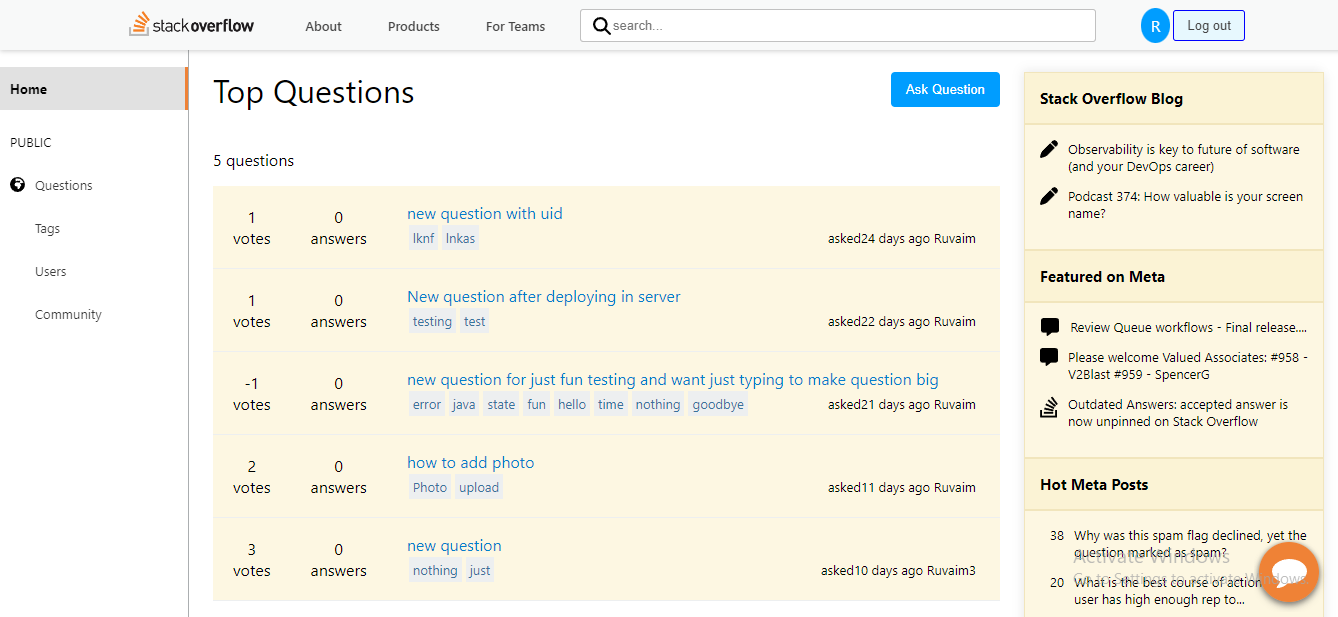 stackoverflow About Products For Teams search... R Log out
Home
PUBLIC
Questions
Tags
Users
Community
Top Questions
Ask Question
5 questions
1
votes
0
answers
new question with uid
lknf lnkas
asked24 days ago Ruvaim
1
votes
0
answers
New question after deploying in server
testing test
asked22 days ago Ruvaim
-1
votes
0
answers
new question for just fun testing and want just typing to make question big
error java state fun hello time nothing goodbye
asked21 days ago Ruvaim
2
votes
0
answers
how to add photo
Photo upload
asked11 days ago Ruvaim
3
votes
0
answers
new question
nothing just
asked10 days ago Ruvaim3
Stack Overflow Blog
Observability is key to future of software
(and your DevOps career)
Podcast 374: How valuable is your screen
name?
Featured on Meta
Review Queue workflows - Final release....
Please welcome Valued Associates: #958 -
V2Blast #959 - SpencerG
Outdated Answers: accepted answer is
now unpinned on Stack Overflow
Hot Meta Posts
38 Why was this spam flag declined, yet the
question marked as spam?
20 What is the best course of action
user has high enough rep to...
Activate Windows
Go to Settings to activate Windows.